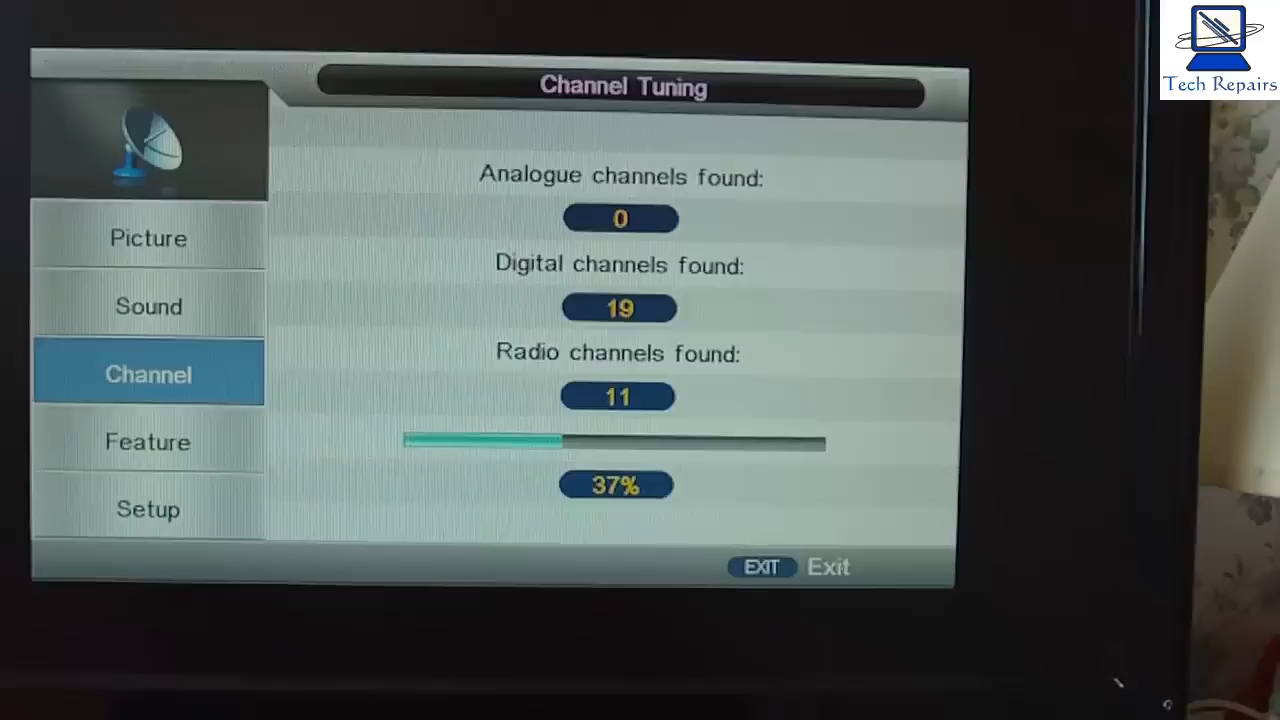 Tech Repairs
Channel Tuning
Analogue channels found:
0
Digital channels found:
19
Radio channels found:
11
37%
Picture
Sound
Channel
Feature
Setup
EXIT Exit